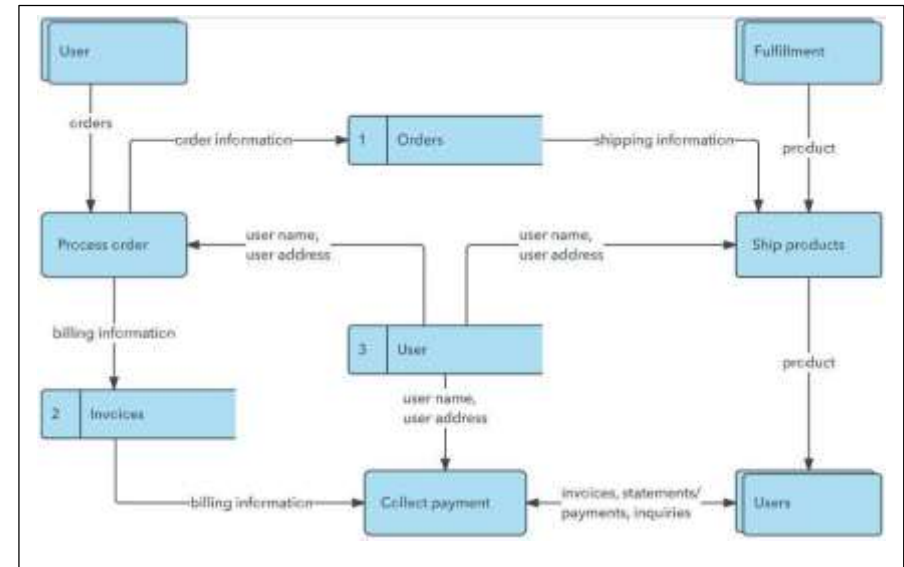 User
Fulfillment
orders
order information
1 Orders
shipping information
product
Process order
user name,
user address
user name,
user address
Ship products
billing information
3 User
product
2 Invoices
user name,
user address
billing information
Collect payment
invoices, statements/
payments, inquiries
Users